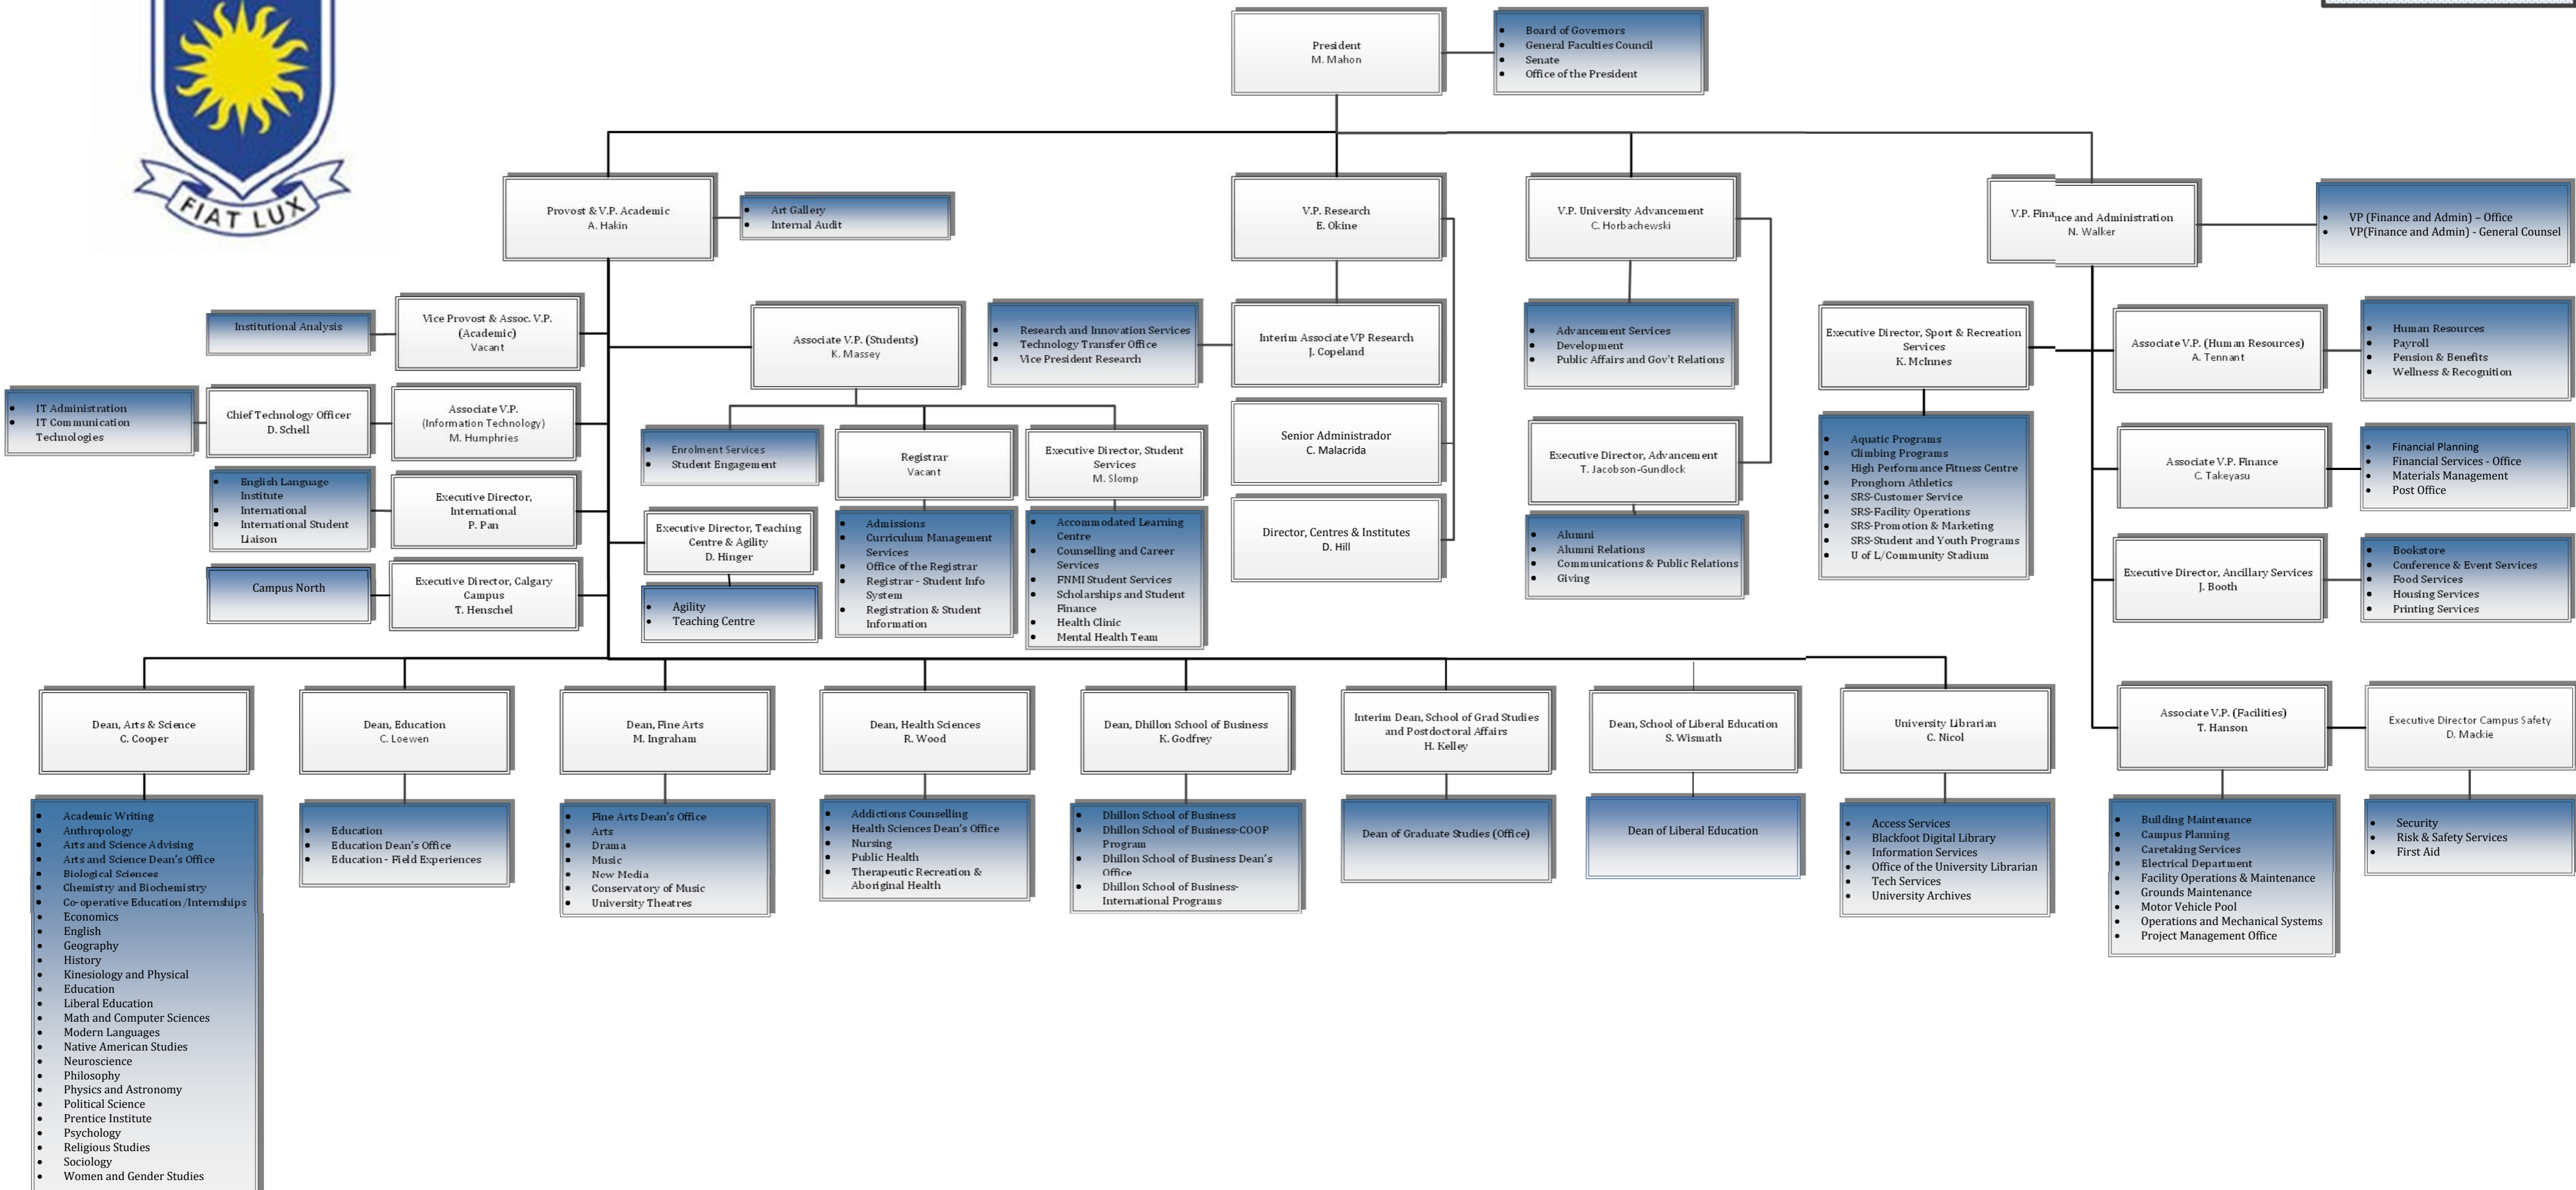 FIAT LUX
President
M. Mahon
Board of Governors
General Faculties Council
Senate
Office of the President
Provost & V.P. Academic
A. Hakin
Art Gallery
Internal Audit
V.P. Research
E. Okine
V.P. University Advancement
C. Horbachewski
V.P. Finance and Administration
N. Walker
VP (Finance and Admin) – Office
VP(Finance and Admin) - General Counsel
Institutional Analysis
Vice Provost & Assoc. V.P.
(Academic)
Vacant
Associate V.P. (Students)
K. Massey
Research and Innovation Services
Technology Transfer Office
Vice President Research
Interim Associate VP Research
J. Copeland
Advancement Services
Development
Public Affairs and Gov't Relations
Executive Director, Sport & Recreation
Services
K. McInnes
Associate V.P. (Human Resources)
A. Tennant
Human Resources
Payroll
Pension & Benefits
Wellness & Recognition
IT Administration
IT Communication
Technologies
Chief Technology Officer
D. Schell
Associate V.P.
(Information Technology)
M. Humphries
Enrolment Services
Student Engagement
Registrar
Vacant
Executive Director, Student
Services
M. Slomp
Senior Administrador
C. Malacrida
Executive Director, Advancement
T. Jacobson-Gundlock
Aquatic Programs
Climbing Programs
High Performance Fitness Centre
Pronghorn Athletics
SRS-Customer Service
SRS-Facility Operations
SRS-Promotion & Marketing
SRS-Student and Youth Programs
U of L/Community Stadium
Associate V.P. Finance
C. Takeyasu
Financial Planning
Financial Services - Office
Materials Management
Post Office
English Language
Institute
International
International Student
Liaison
Executive Director,
International
P. Pan
Executive Director, Teaching
Centre & Agility
D. Hinger
Admissions
Curriculum Management
Services
Office of the Registrar
Registrar - Student Info
System
Registration & Student
Information
Accommodated Learning
Centre
Counselling and Career
Services
FNMI Student Services
Scholarships and Student
Finance
Health Clinic
Mental Health Team
Director, Centres & Institutes
D. Hill
Alumni
Alumni Relations
Communications & Public Relations
Giving
Executive Director, Ancillary Services
J. Booth
Bookstore
Conference & Event Services
Food Services
Housing Services
Printing Services
Campus North
Executive Director, Calgary
Campus
T. Henschel
Agility
Teaching Centre
Dean, Arts & Science
C. Cooper
Dean, Education
C. Loewen
Dean, Fine Arts
M. Ingraham
Dean, Health Sciences
R. Wood
Dean, Dhillon School of Business
K. Godfrey
Interim Dean, School of Grad Studies
and Postdoctoral Affairs
H. Kelley
Dean, School of Liberal Education
S. Wismath
University Librarian
C. Nicol
Associate V.P. (Facilities)
T. Hanson
Executive Director Campus Safety
D. Mackie
Academic Writing
Anthropology
Arts and Science Advising
Arts and Science Dean's Office
Biological Sciences
Chemistry and Biochemistry
Co-operative Education /Internships
Economics
English
Geography
History
Kinesiology and Physical
Education
Liberal Education
Math and Computer Sciences
Modern Languages
Native American Studies
Neuroscience
Philosophy
Physics and Astronomy
Political Science
Prentice Institute
Psychology
Religious Studies
Sociology
Women and Gender Studies
Education
Education Dean's Office
Education - Field Experiences
Fine Arts Dean's Office
Arts
Drama
Music
New Media
Conservatory of Music
University Theatres
Addictions Counselling
Health Sciences Dean's Office
Nursing
Public Health
Therapeutic Recreation &
Aboriginal Health
Dhillon School of Business
Dhillon School of Business-COOP
Program
Dhillon School of Business Dean's
Office
Dhillon School of Business-
International Programs
Dean of Graduate Studies (Office)
Dean of Liberal Education
Access Services
Blackfoot Digital Library
Information Services
Office of the University Librarian
Tech Services
University Archives
Building Maintenance
Campus Planning
Caretaking Services
Electrical Department
Facility Operations & Maintenance
Grounds Maintenance
Motor Vehicle Pool
Operations and Mechanical Systems
Project Management Office
Security
Risk & Safety Services
First Aid